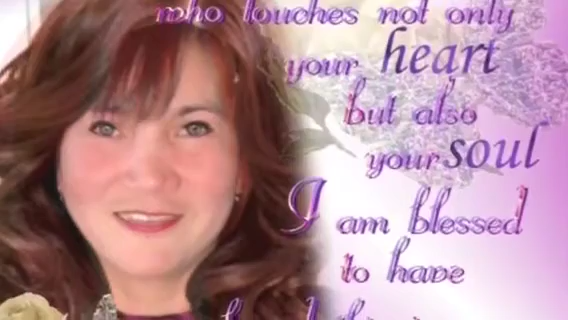 who touches not only
your heart
but also
your soul
I am blessed
to have